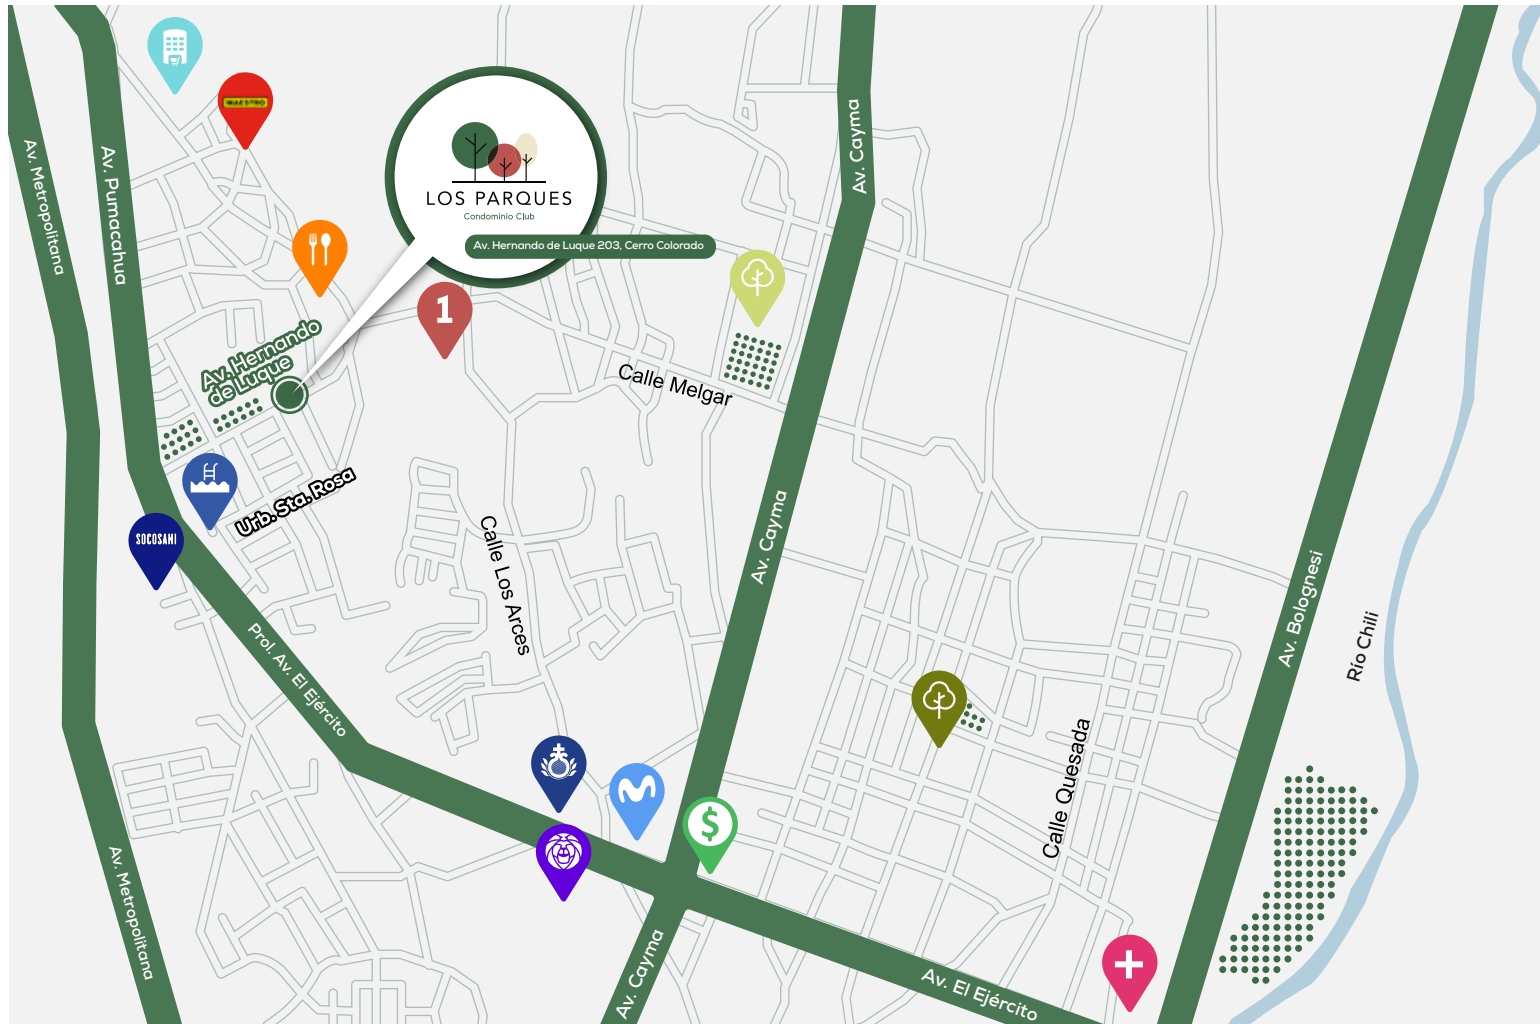 MAESTRO
Av. Cayma
Av. Metropolitana
Av. Pumacahua
LOS PARQUES
Condominio Club
Av. Hernando de Luque 203, Cerro Colorado
1
Av. Hernando
de Luque
Calle Melgar
Urb. Sta. Rosa
SOCOSANI
Calle Los Arces
Av. Cayma
Av. Bolognesi
Río Chili
Prol. Av. El Ejército
Calle Quesada
$
Av. Metropolitana
Av. Cayma
Av. El Ejército